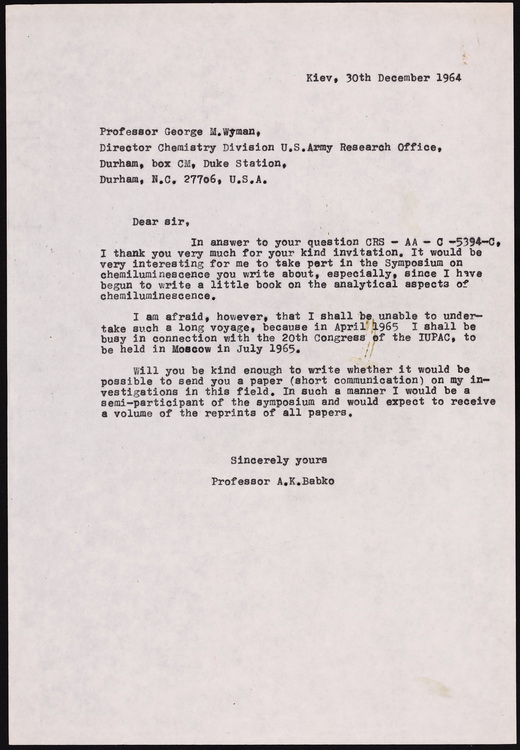 Kiev, 30th December 1964
Professor George M.Wyman,
Director Chemistry Division U.S.Army Research Office,
Durham, box CM, Duke Station,
Durham, N.C. 27706, U.S.A.
Dear sir,
In answer to your question CRS - AA - C -5394-C,
I thank you very much for your kind invitation. It would be
very interesting for me to take part in the Symposium on
chemiluminescence you write about, especially, since I have
begun to write a little book on the analytical aspects of
chemiluminescence.
I am afraid, however, that I shall be unable to under-
take such a long voyage, because in April 1965 I shall be
busy in connection with the 20th Congress of the IUPAC, to
be held in Moscow in July 1965.
Will you be kind enough to write whether it would be
possible to send you a paper (short communication) on my in-
vestigations in this field. In such a manner I would be a
semi-participant of the symposium and would expect to receive
a volume of the reprints of all papers.
Sincerely yours
Professor A.K.Babko